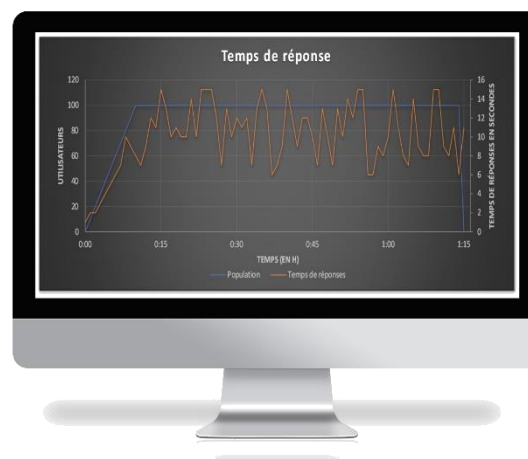 Temps de réponse
UTILISATEURS
120
100
80
60
40
20
0
16
14
12
10
8
6
4
2
0
TEMPS DE RÉPONSES EN SECONDES
0:00 0:15 0:30 0:45 1:00 1:15
TEMPS (EN H)
Population Temps de réponses